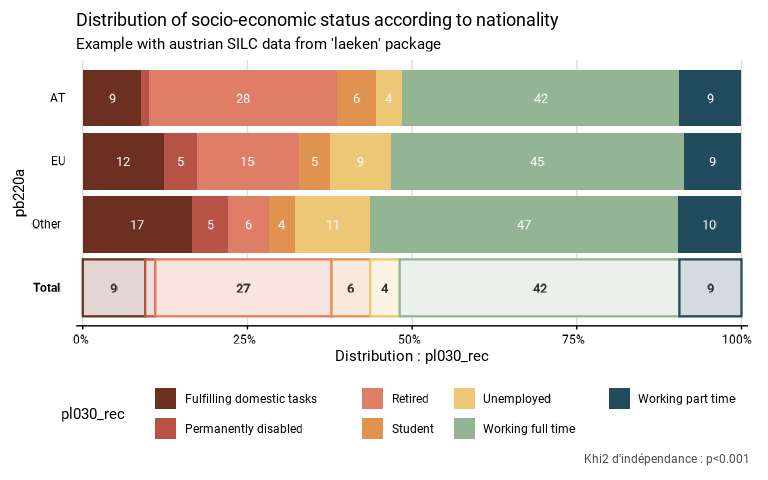 Distribution of socio-economic status according to nationality
Example with austrian SILC data from 'laeken' package
pb220a
AT 9 28 6 4 42 9
EU 12 5 15 5 9 45 9
Other 17 5 6 4 11 47 10
Total 9 27 6 4 42 9
0% 25% 50% 75% 100%
Distribution : pl030_rec
pl030_rec
Fulfilling domestic tasks Retired Unemployed Working part time
Permanently disabled Student Working full time
Khi2 d'indépendance : p<0.001